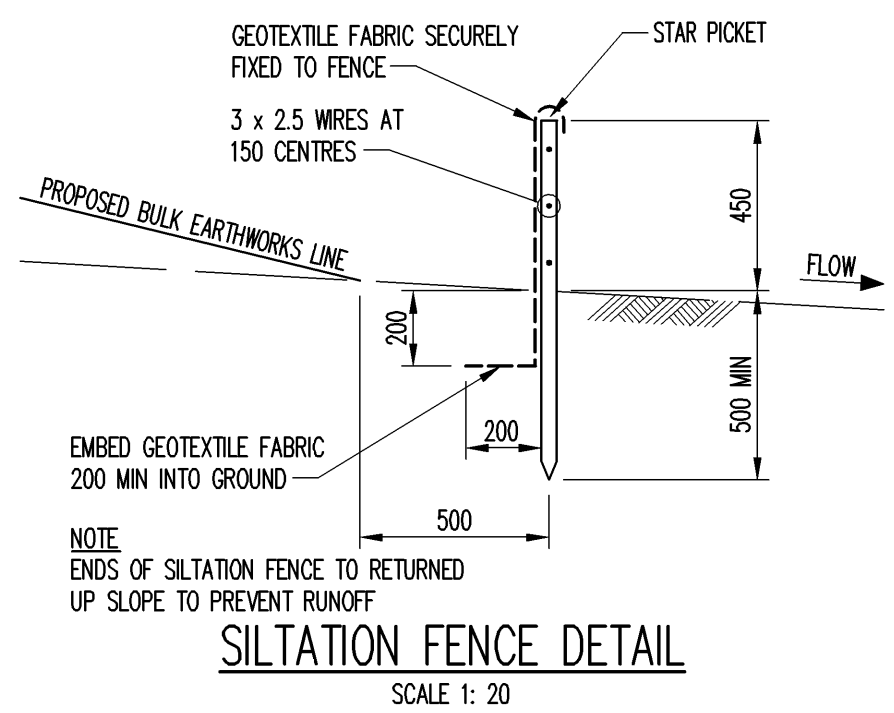 GEOTEXTILE FABRIC SECURELY
FIXED TO FENCE
STAR PICKET
3 x 2.5 WIRES AT
150 CENTRES
PROPOSED BULK EARTHWORKS LINE
450
FLOW
200
500 MIN
200
EMBED GEOTEXTILE FABRIC
200 MIN INTO GROUND
500
NOTE
ENDS OF SILTATION FENCE TO RETURNED
UP SLOPE TO PREVENT RUNOFF
SILTATION FENCE DETAIL
SCALE 1: 20